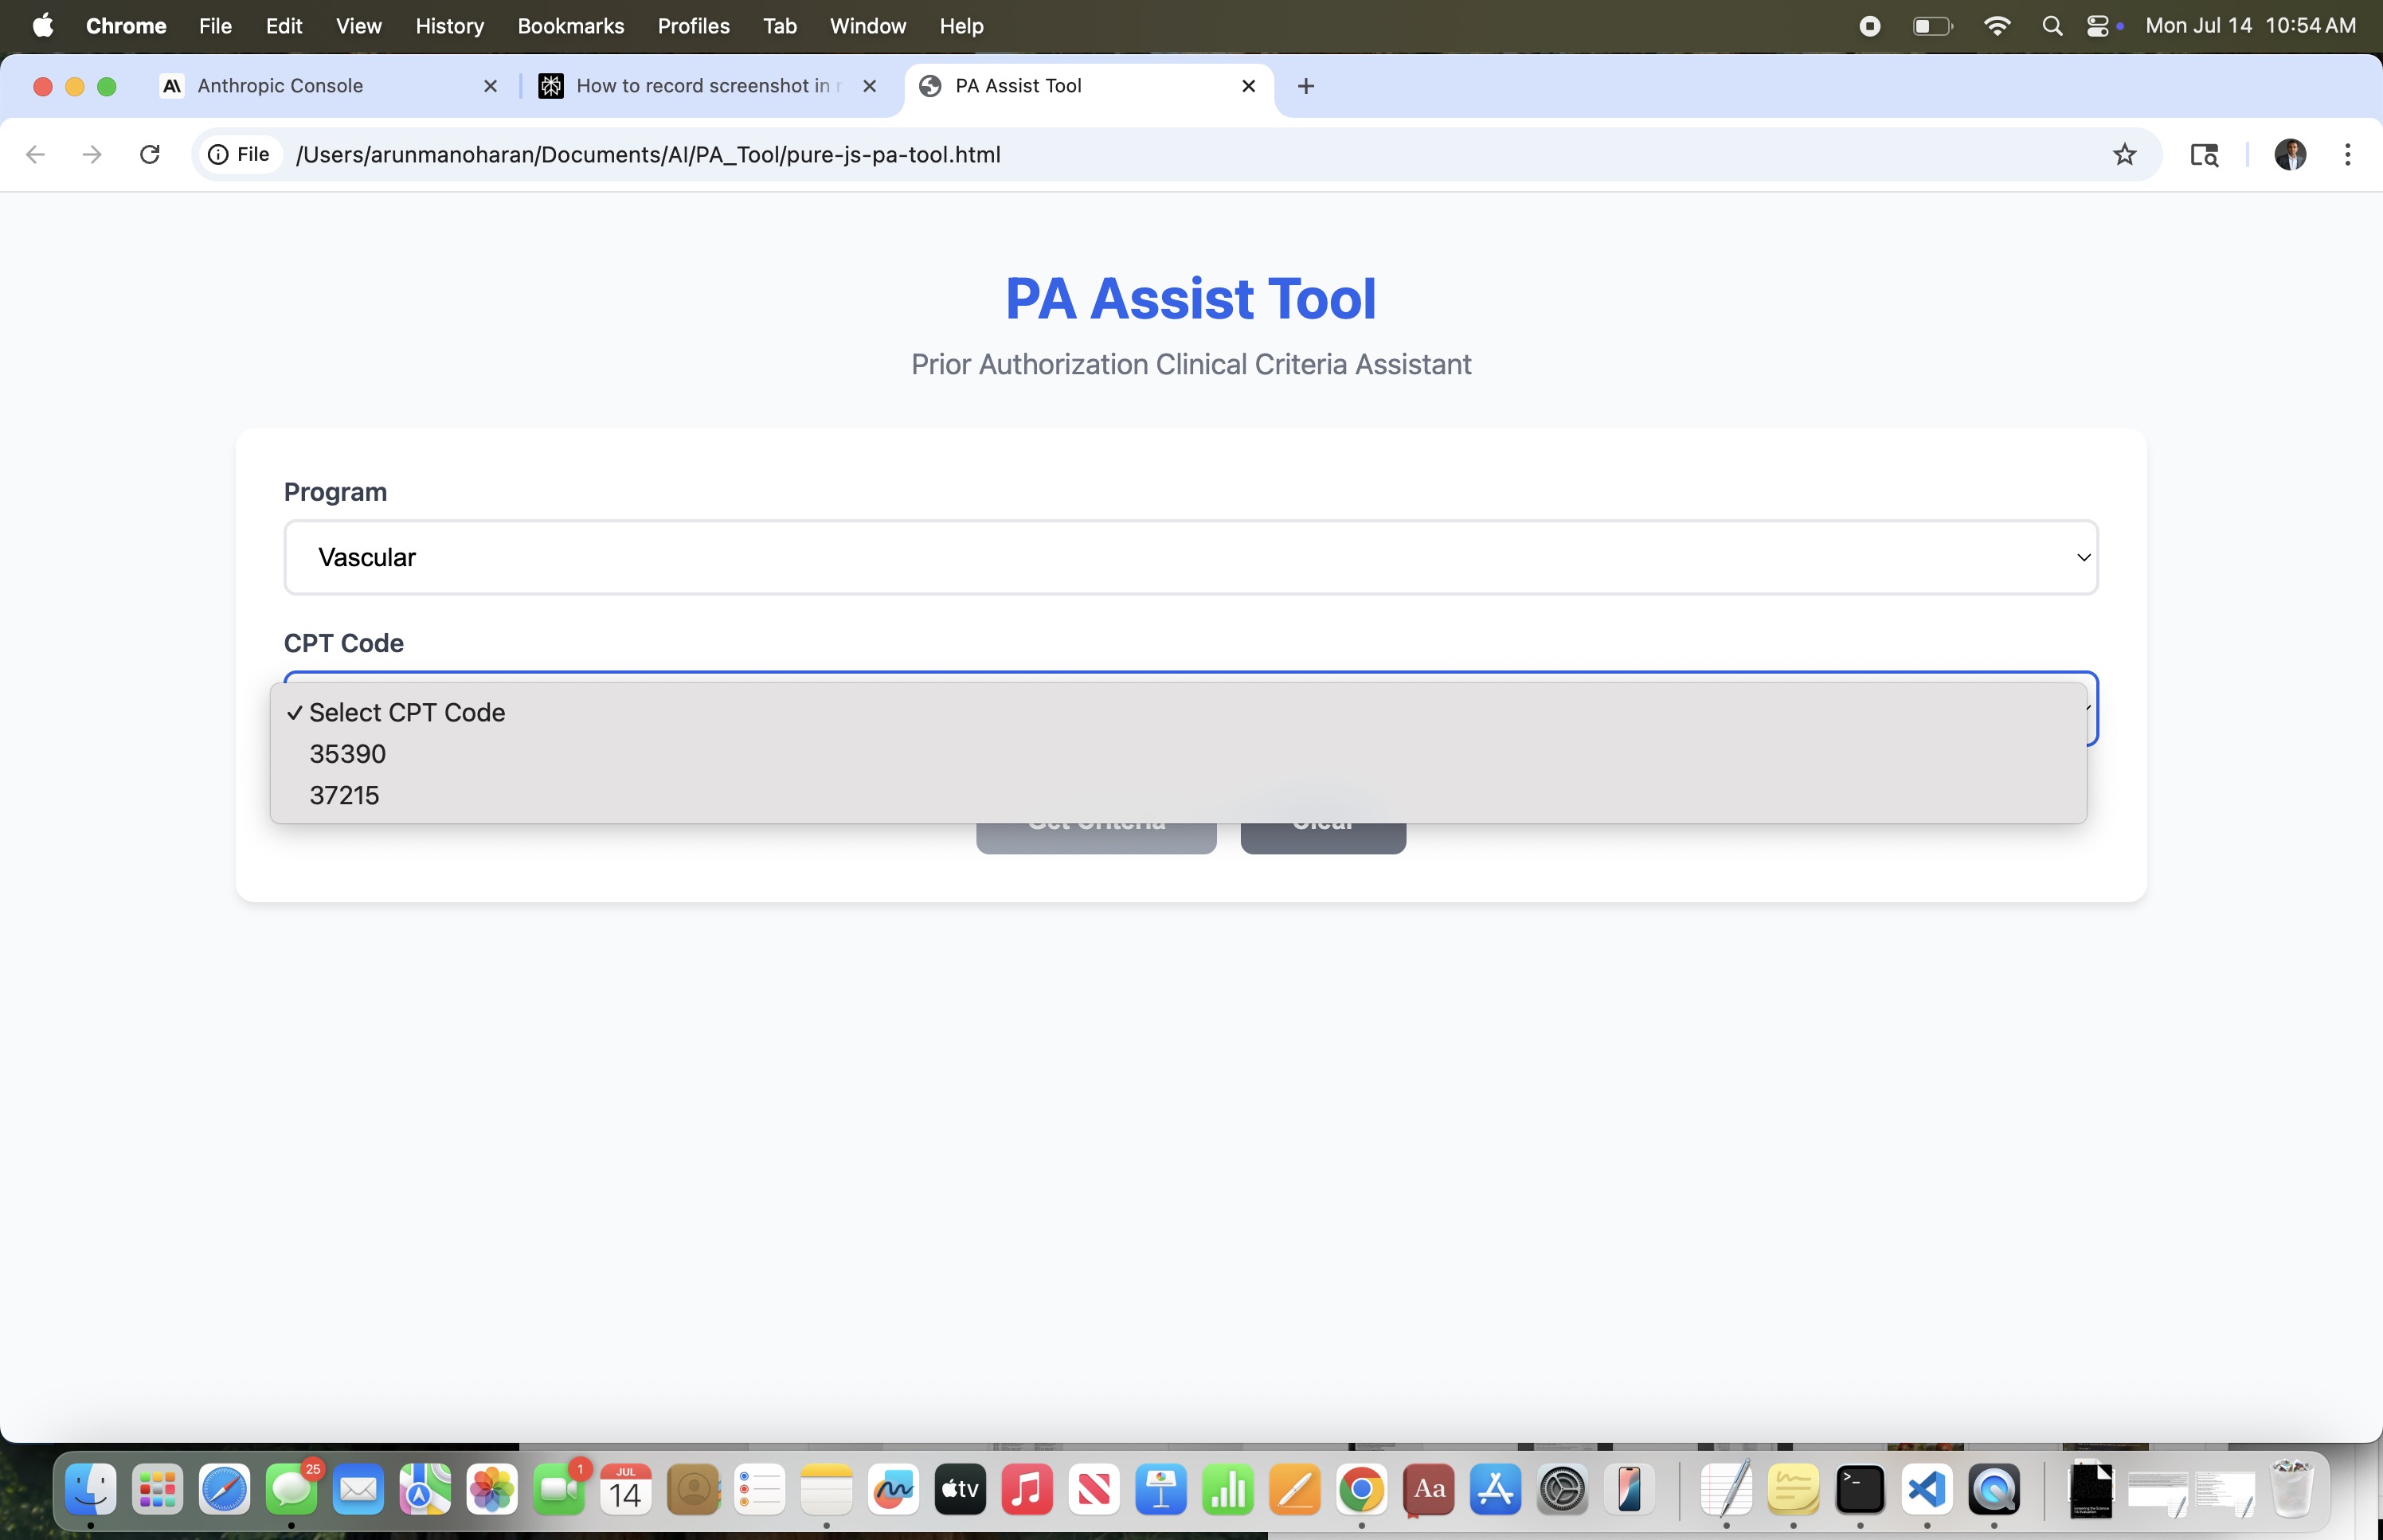 Chrome File Edit View History Bookmarks Profiles Tab Window Help Mon Jul 14 10:54 AM
Anthropic Console How to record screenshot in PA Assist Tool
File /Users/arunmanoharan/Documents/AI/PA_Tool/pure-js-pa-tool.html
PA Assist Tool
Prior Authorization Clinical Criteria Assistant
Program
Vascular
CPT Code
✓ Select CPT Code
35390
37215
Get Criteria Clear
25 1 JUL 14 tv Aa